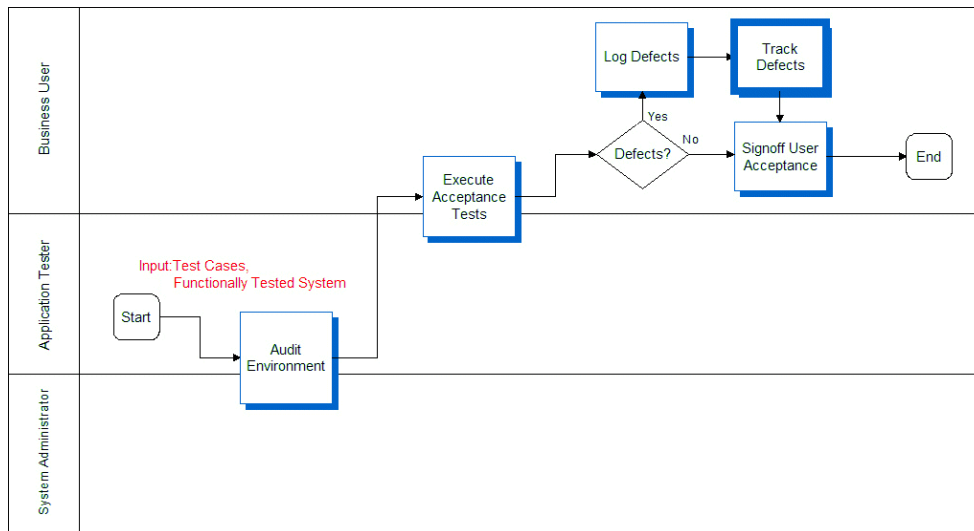 Business User
Log Defects
Track
Defects
Yes
Defects?
No
Signoff User
Acceptance
End
Execute
Acceptance
Tests
Application Tester
Input:Test Cases,
Functionally Tested System
Start
Audit
Environment
System Administrator